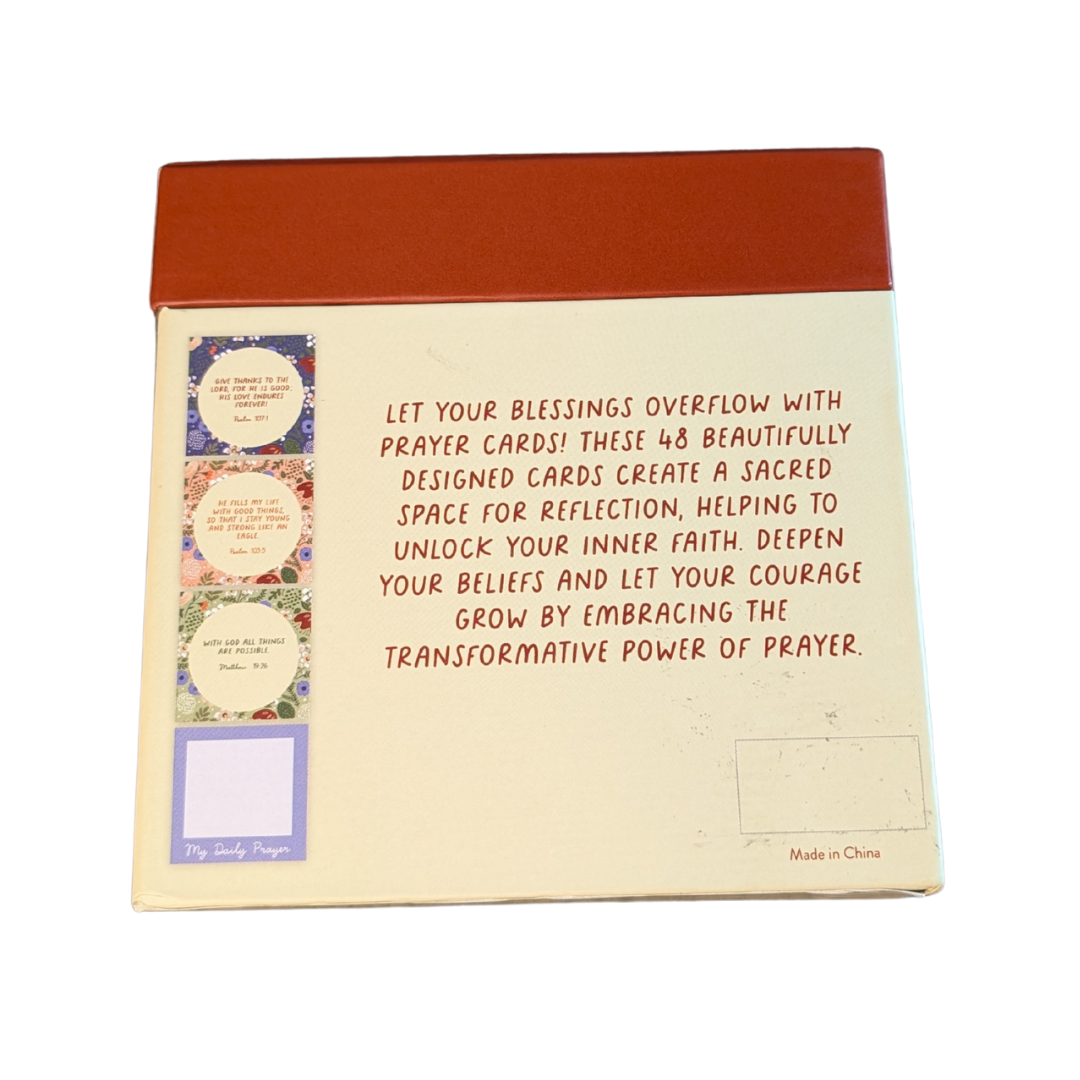 GIVE THANKS TO THE
LORD, FOR HE IS GOOD;
HIS LOVE ENDURES
FOREVER!
Psalm 107:1
HE FILLS MY LIFE
WITH GOOD THINGS,
SO THAT I STAY YOUNG
AND STRONG LIKE AN
EAGLE.
Psalm 103:5
WITH GOD ALL THINGS
ARE POSSIBLE.
Matthew 19:26
My Daily Prayer
LET YOUR BLESSINGS OVERFLOW WITH
PRAYER CARDS! THESE 48 BEAUTIFULLY
DESIGNED CARDS CREATE A SACRED
SPACE FOR REFLECTION, HELPING TO
UNLOCK YOUR INNER FAITH. DEEPEN
YOUR BELIEFS AND LET YOUR COURAGE
GROW BY EMBRACING THE
TRANSFORMATIVE POWER OF PRAYER.
Made in China